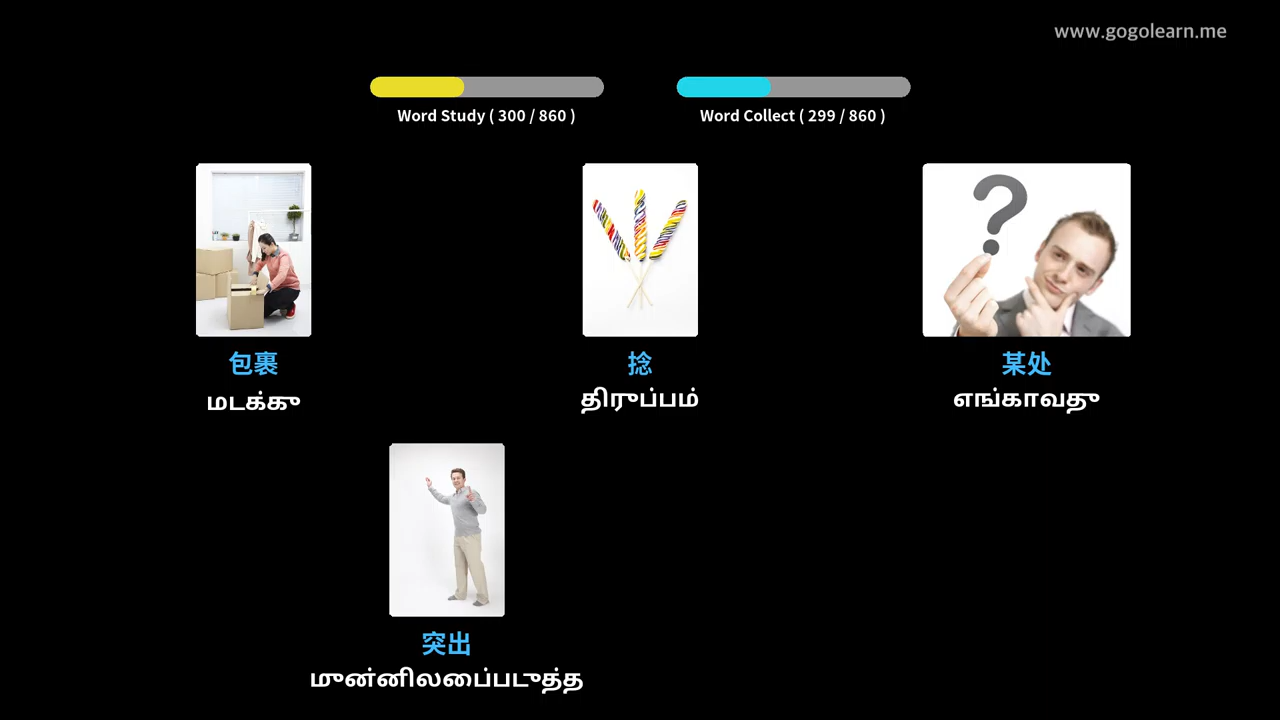 www.gogolearn.me
Word Study ( 300 / 860 )
Word Collect ( 299 / 860 )
包裹
மடக்கு
捻
திருப்பம்
某处
எங்காவது
突出
முன்னிலைப்படுத்த